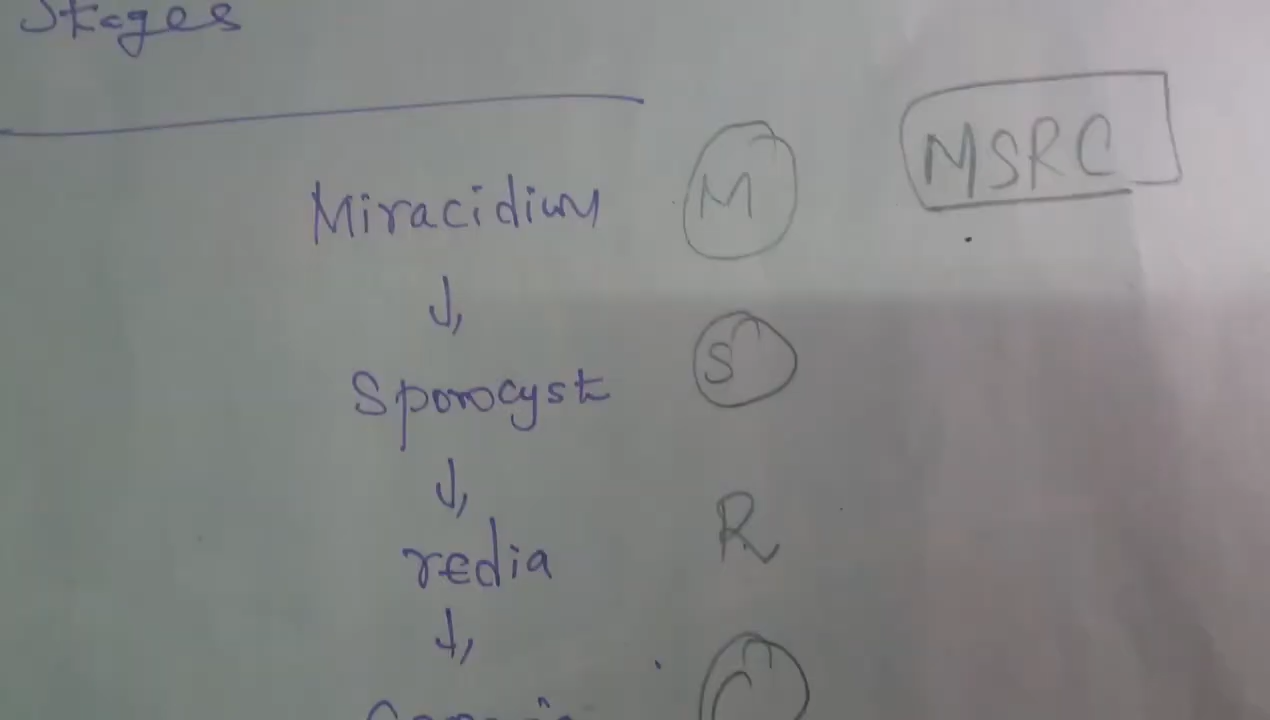 Stages
MSRC
Miracidium M
↓
Sporocyst S
↓
redia R
↓
C